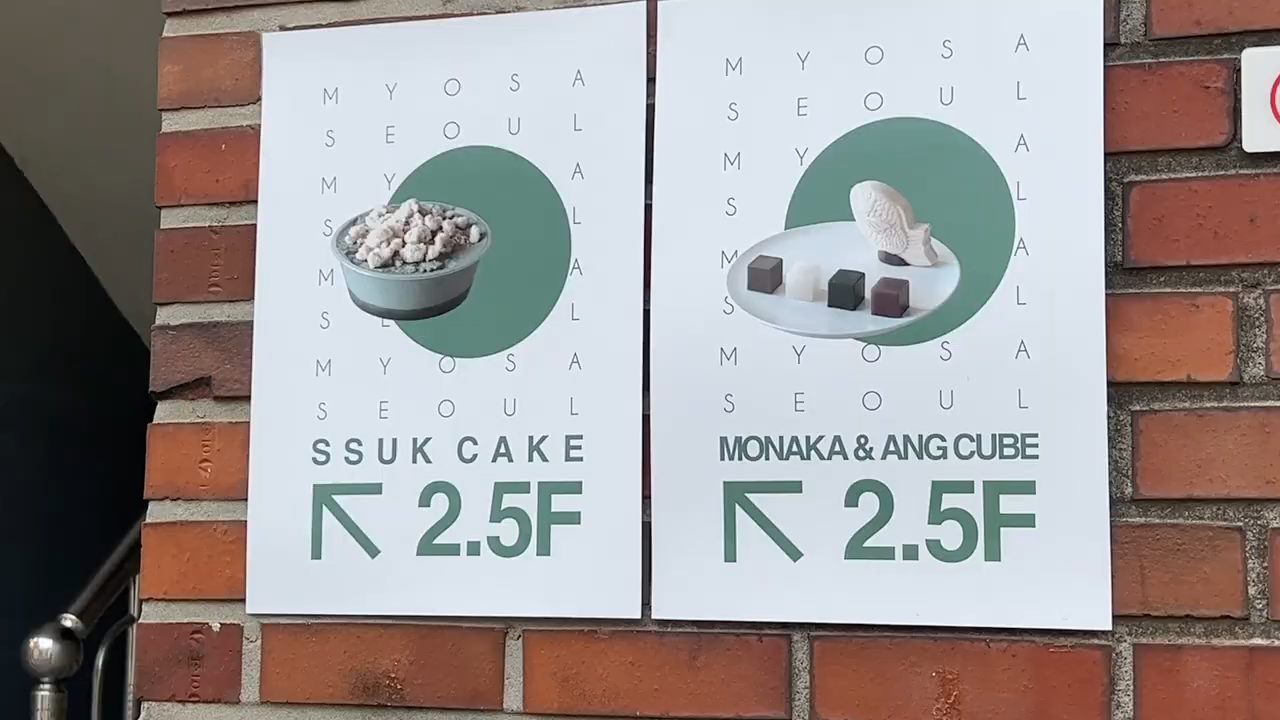 M Y O S A
S E O U L
M Y A
S L
M A
S E L
M Y O S A
S E O U L
SSUK CAKE
2.5F
M Y O S A
S E O U L
M Y A
S L
M A
S L
M Y O S A
S E O U L
MONAKA & ANG CUBE
2.5F